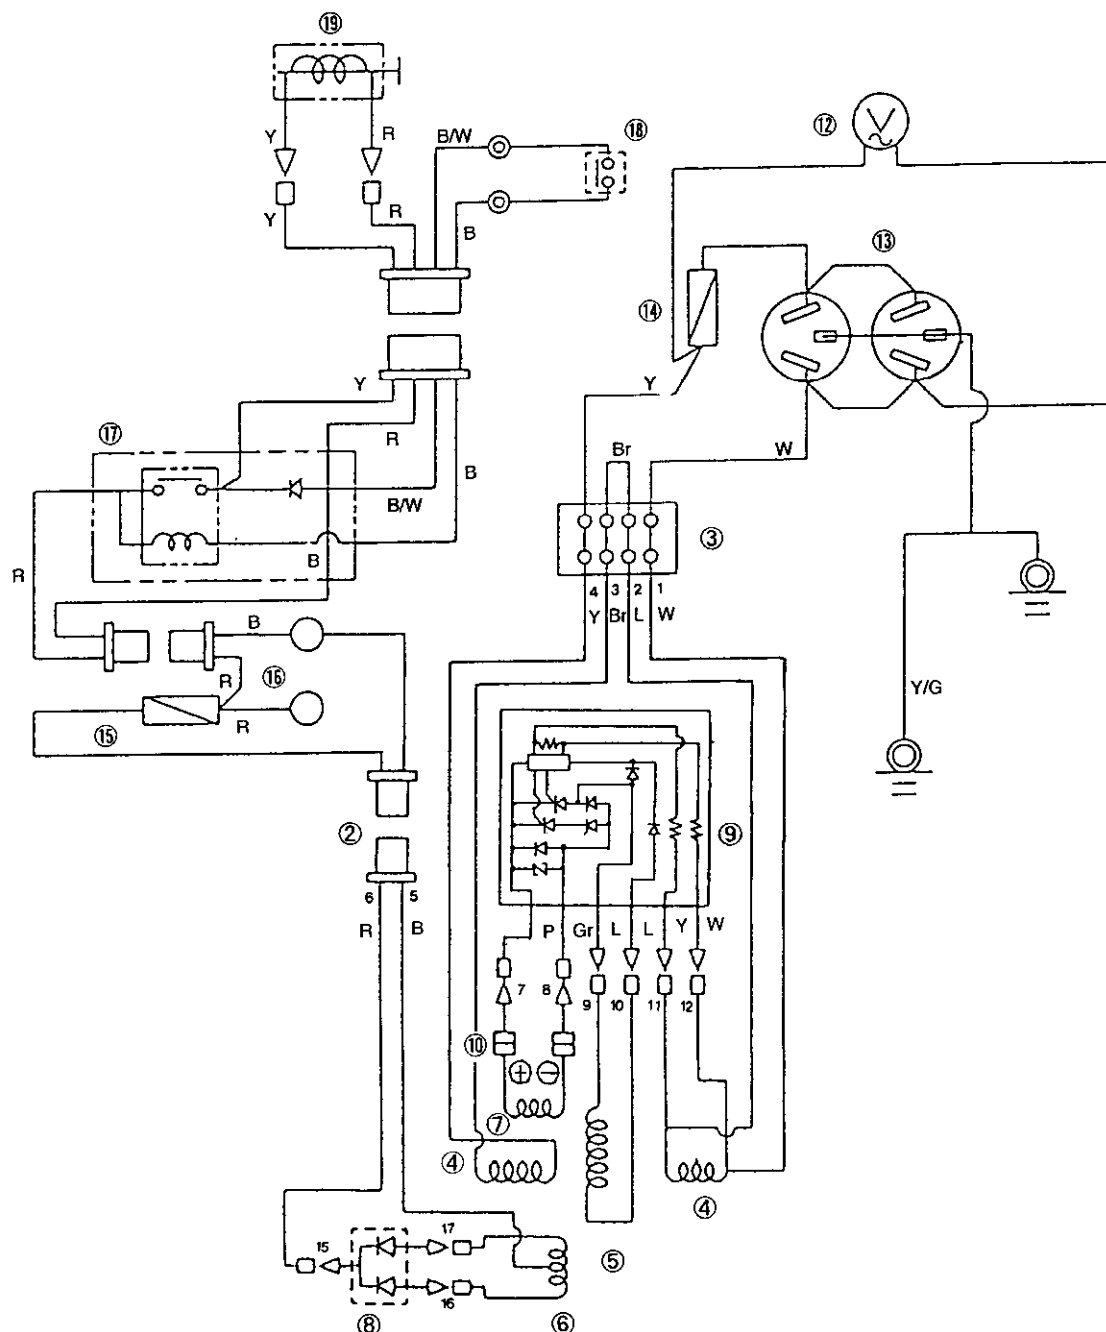 ⑲
Y
R
B/W
⑱
⑫
V
Y
R
B
⑬
⑭
Y
R
Y
⑰
Br
W
B
B/W
③
B
R
4 3 2 1
Y Br L W
B
R
⑯
R
⑮
Y/G
②
⑨
6 5
R B
P Gr L L Y W
7 8 9 10 11 12
⑩
+ −
⑦
④
④
17
15
⑤
16
⑧
⑥